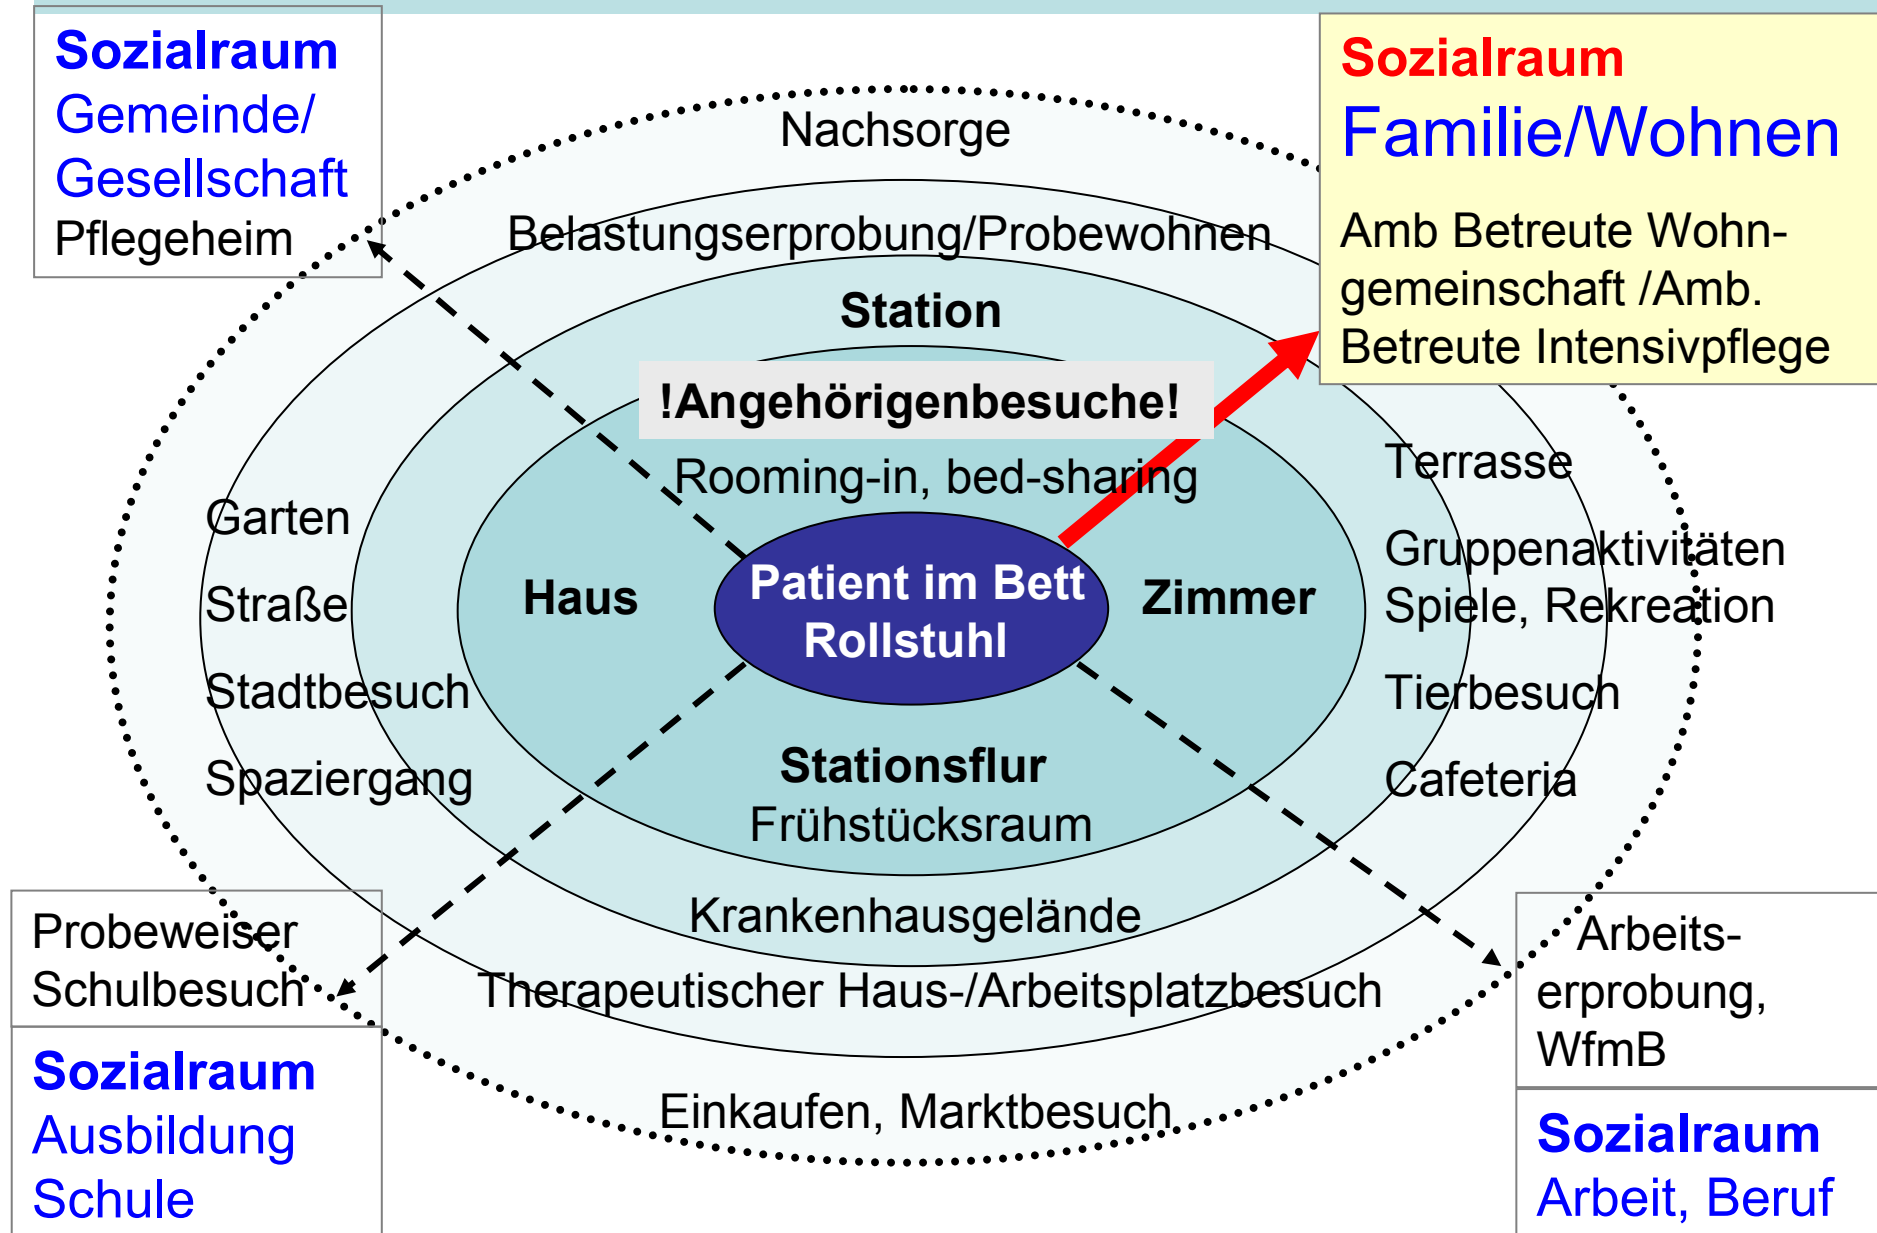 Sozialraum
Gemeinde/
Gesellschaft
Pflegeheim
Sozialraum
Familie/Wohnen
Amb Betreute Wohn-
gemeinschaft /Amb.
Betreute Intensivpflege
Nachsorge
Belastungserprobung/Probewohnen
Station
!Angehörigenbesuche!
Rooming-in, bed-sharing
Garten
Straße
Stadtbesuch
Spaziergang
Haus
Patient im Bett
Rollstuhl
Zimmer
Terrasse
Gruppenaktivitäten
Spiele, Rekreation
Tierbesuch
Cafeteria
Stationsflur
Frühstücksraum
Krankenhausgelände
Therapeutischer Haus-/Arbeitsplatzbesuch
Einkaufen, Marktbesuch
Probeweiser
Schulbesuch
Sozialraum
Ausbildung
Schule
Arbeits-
erprobung,
WfmB
Sozialraum
Arbeit, Beruf